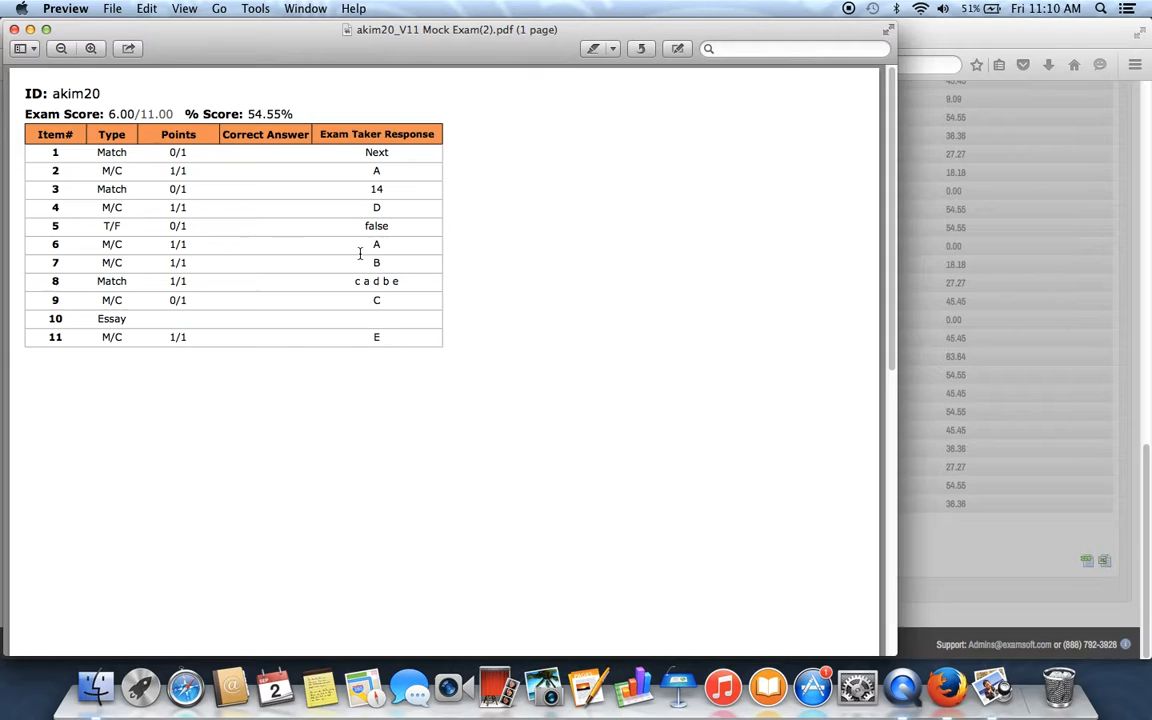 Preview File Edit View Go Tools Window Help 51% Fri 11:10 AM
akim20_V11 Mock Exam(2).pdf (1 page)
ID: akim20
Exam Score: 6.00/11.00 % Score: 54.55%
Item# Type Points Correct Answer Exam Taker Response
1 Match 0/1 Next
2 M/C 1/1 A
3 Match 0/1 14
4 M/C 1/1 D
5 T/F 0/1 false
6 M/C 1/1 A
7 M/C 1/1 B
8 Match 1/1 c a d b e
9 M/C 0/1 C
10 Essay
11 M/C 1/1 E
9.09
54.55
36.36
27.27
18.18
0.00
54.55
54.55
0.00
18.18
27.27
45.45
0.00
45.45
63.64
54.55
45.45
54.55
45.45
36.36
27.27
54.55
36.36
Support: Admins@examsoft.com or (888) 792-3928
SEP
2
1